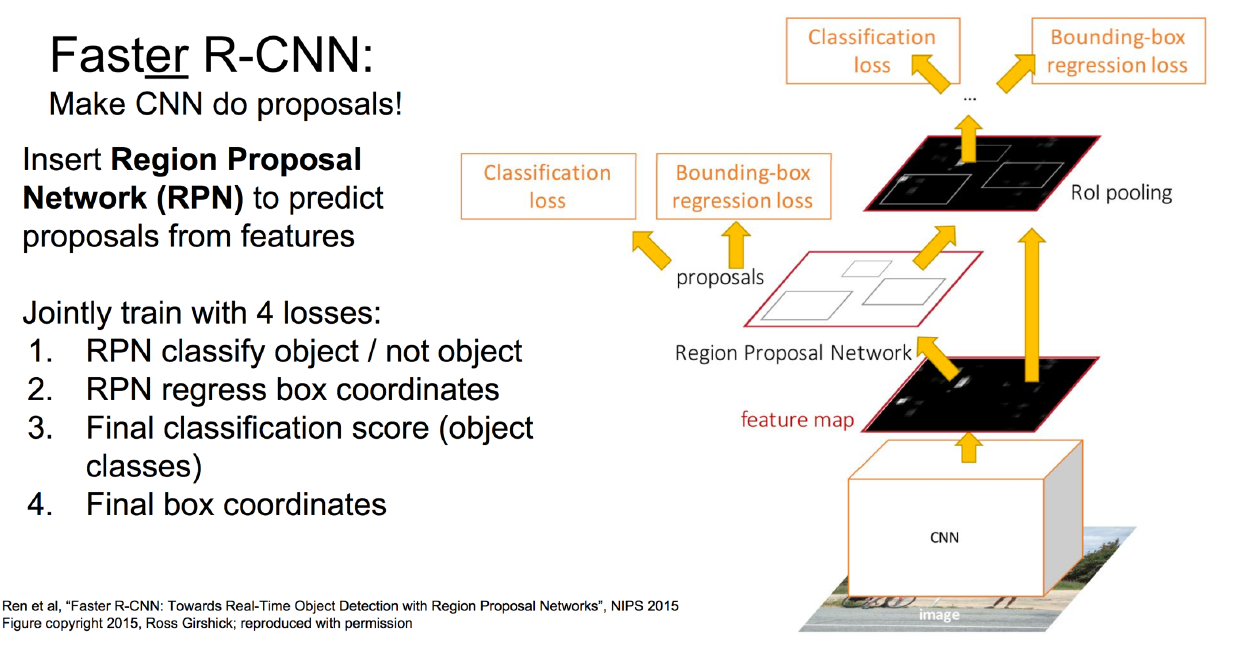 Faster R-CNN:
Make CNN do proposals!
Insert Region Proposal
Network (RPN) to predict
proposals from features
Jointly train with 4 losses:
1. RPN classify object / not object
2. RPN regress box coordinates
3. Final classification score (object
classes)
4. Final box coordinates
Classification
loss
Bounding-box
regression loss
...
RoI pooling
Classification
loss
Bounding-box
regression loss
proposals
Region Proposal Network
feature map
CNN
image
Ren et al, “Faster R-CNN: Towards Real-Time Object Detection with Region Proposal Networks”, NIPS 2015
Figure copyright 2015, Ross Girshick; reproduced with permission